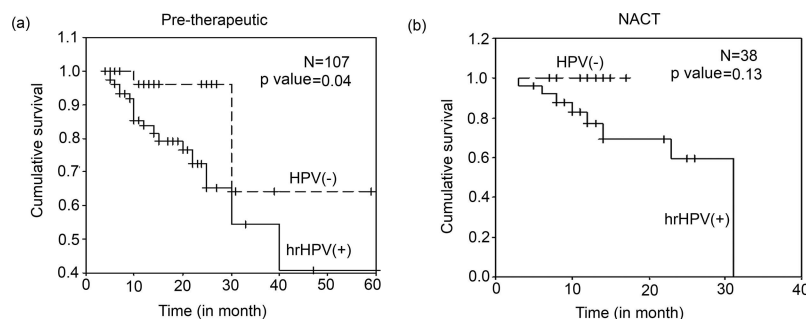 (a)
Pre-therapeutic
1.1
1.0
0.9
0.8
0.7
0.6
0.5
0.4
0
10
20
30
40
50
60
Cumulative survival
Time (in month)
N=107
p value=0.04
HPV(-)
hrHPV(+)
(b)
NACT
1.2
1.0
0.8
0.6
0.4
0.2
0.0
0
10
20
30
40
Cumulative survival
Time (in month)
HPV(-)
N=38
p value=0.13
hrHPV(+)